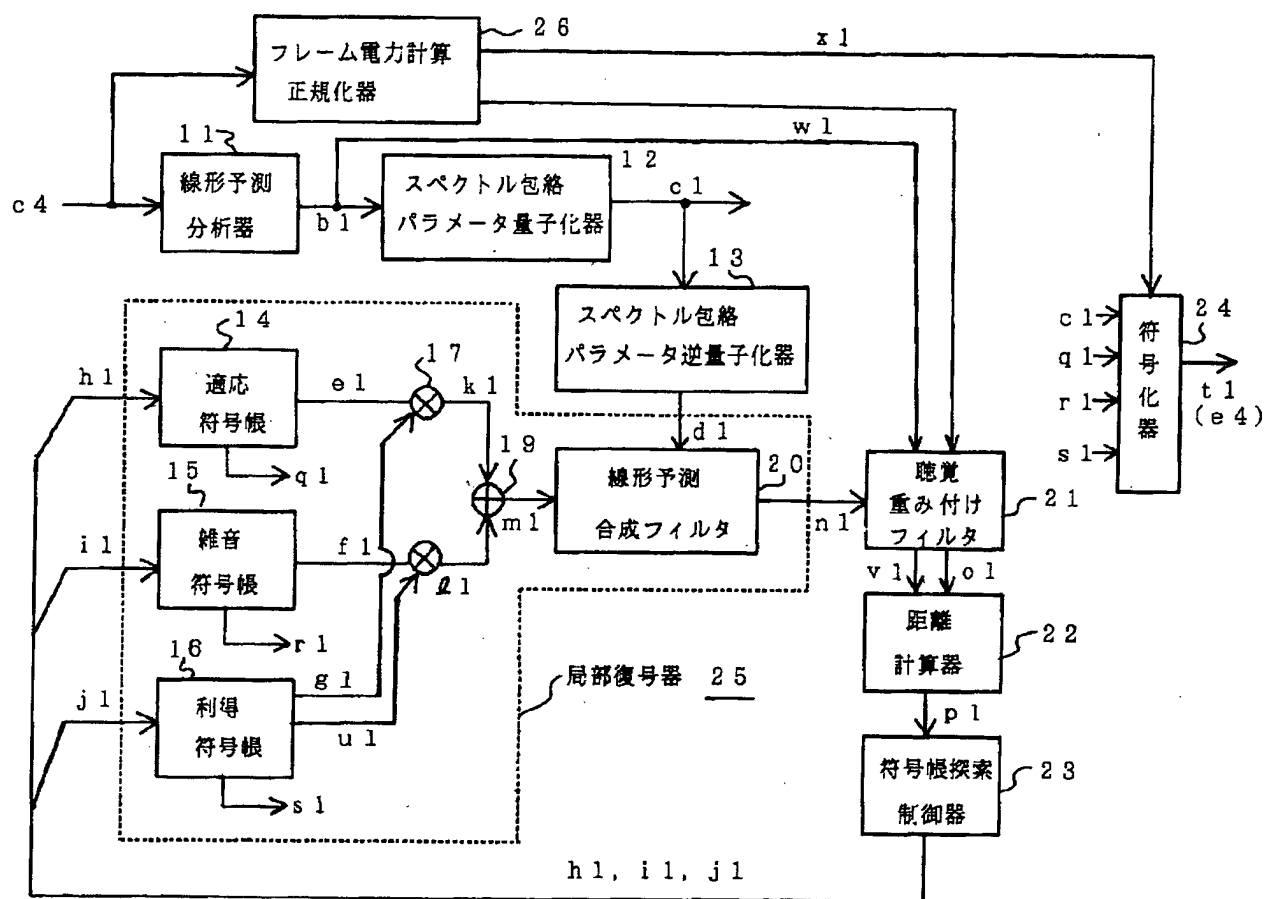 26
x1
フレーム電力計算
正規化器
w1
11
線形予測
分析器
c4
b1
12
スペクトル包絡
パラメータ量子化器
c1
13
スペクトル包絡
パラメータ逆量子化器
d1
14
適応
符号帳
h1
e1
17
k1
q1
15
雑音
符号帳
i1
f1
ℓ1
r1
16
利得
符号帳
j1
g1
u1
s1
19
m1
線形予測
合成フィルタ
20
n1
聴覚
重み付け
フィルタ
21
v1
o1
距離
計算器
22
p1
符号帳探索
制御器
23
c1
q1
r1
s1
符号化器
24
t1
(e4)
局部復号器 25
h1, i1, j1